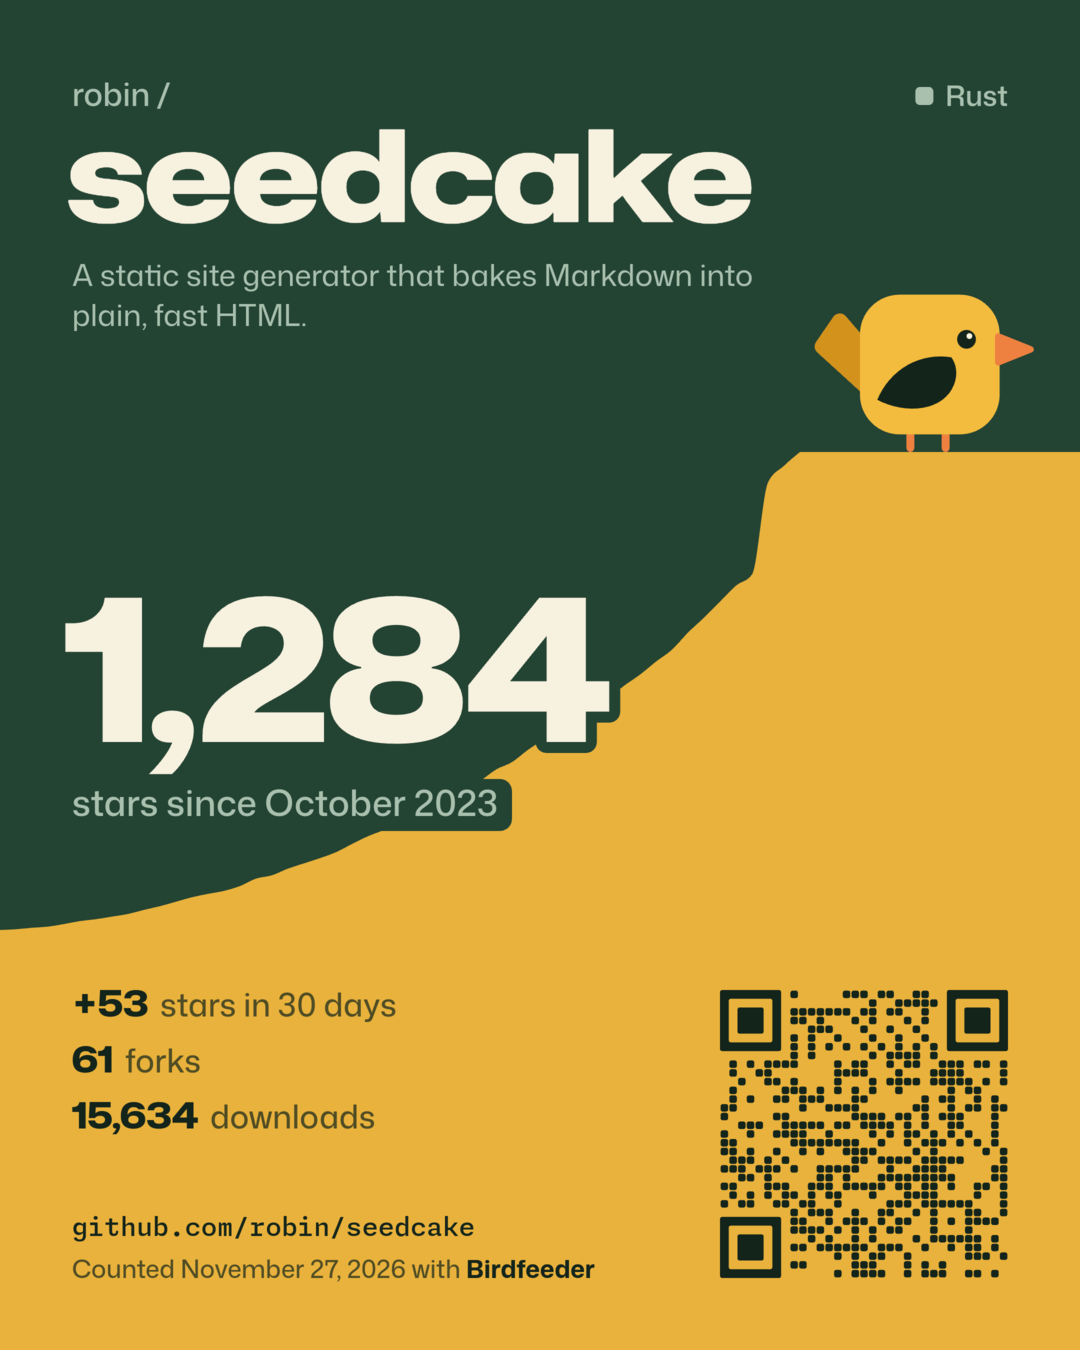 robin /
Rust
seedcake
A static site generator that bakes Markdown into
plain, fast HTML.
1,284
stars since October 2023
+53 stars in 30 days
61 forks
15,634 downloads
github.com/robin/seedcake
Counted November 27, 2026 with Birdfeeder